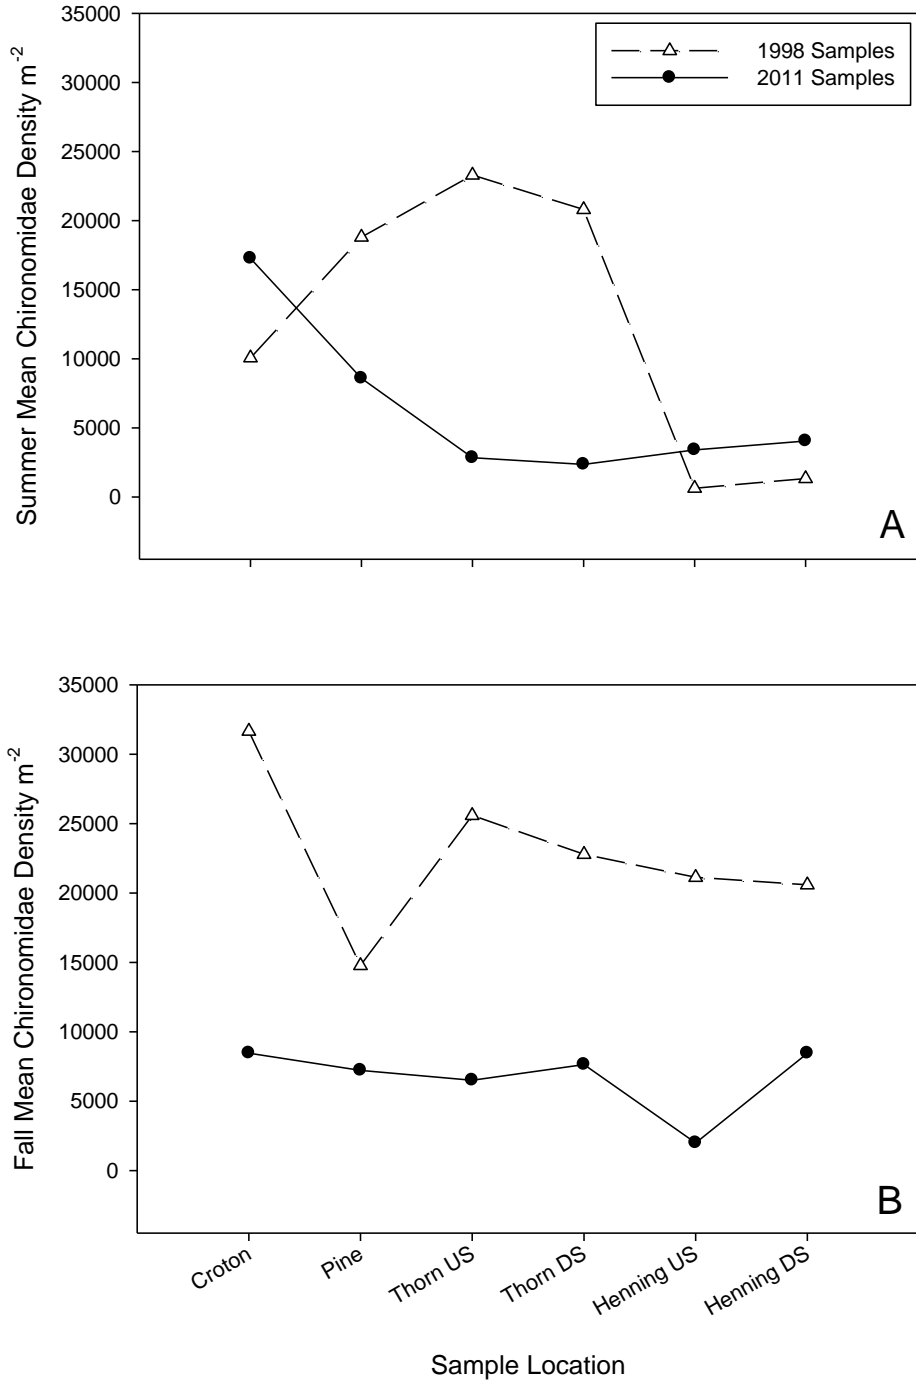 35000
30000
25000
20000
15000
10000
5000
0
Summer Mean Chironomidae Density m-2
1998 Samples
2011 Samples
A
35000
30000
25000
20000
15000
10000
5000
0
Fall Mean Chironomidae Density m-2
B
Croton
Pine
Thorn US
Thorn DS
Henning US
Henning DS
Sample Location